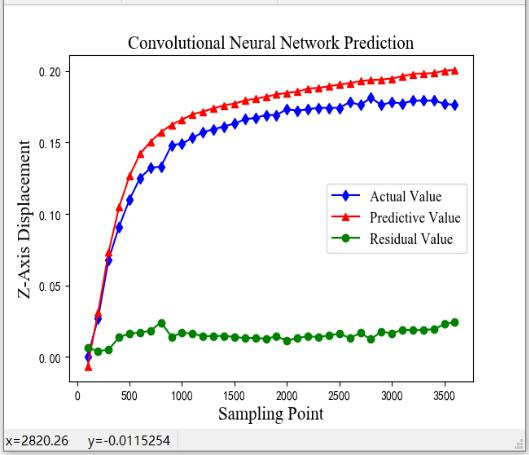 Convolutional Neural Network Prediction
Z-Axis Displacement
0.20
0.15
0.10
0.05
0.00
Actual Value
Predictive Value
Residual Value
0 500 1000 1500 2000 2500 3000 3500
Sampling Point
x=2820.26 y=-0.0115254